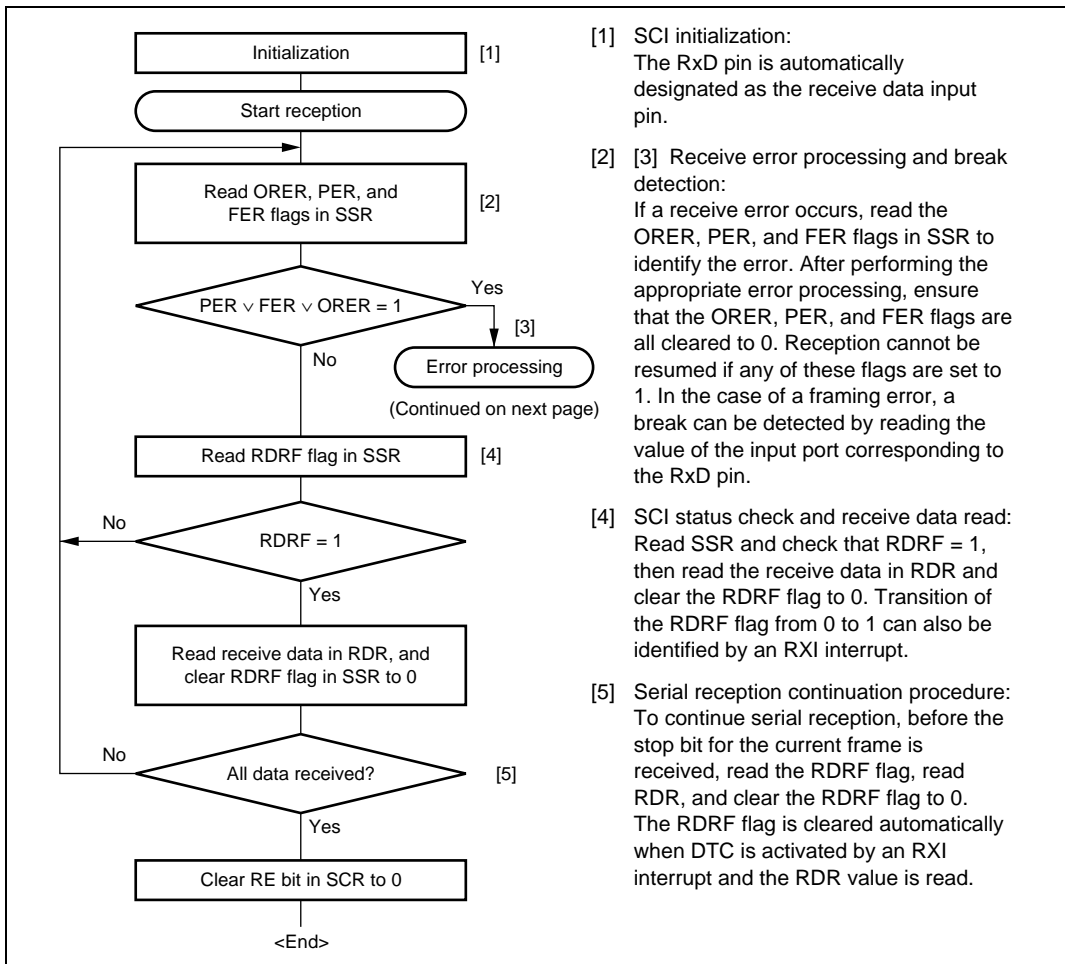 Initialization
[1]
Start reception
Read ORER, PER, and
FER flags in SSR
[2]
PER ∨ FER ∨ ORER = 1
Yes
[3]
No
Error processing
(Continued on next page)
Read RDRF flag in SSR
[4]
No
RDRF = 1
Yes
Read receive data in RDR, and
clear RDRF flag in SSR to 0
No
All data received?
[5]
Yes
Clear RE bit in SCR to 0
<End>
[1] SCI initialization:
The RxD pin is automatically
designated as the receive data input
pin.
[2] [3] Receive error processing and break
detection:
If a receive error occurs, read the
ORER, PER, and FER flags in SSR to
identify the error. After performing the
appropriate error processing, ensure
that the ORER, PER, and FER flags are
all cleared to 0. Reception cannot be
resumed if any of these flags are set to
1. In the case of a framing error, a
break can be detected by reading the
value of the input port corresponding to
the RxD pin.
[4] SCI status check and receive data read:
Read SSR and check that RDRF = 1,
then read the receive data in RDR and
clear the RDRF flag to 0. Transition of
the RDRF flag from 0 to 1 can also be
identified by an RXI interrupt.
[5] Serial reception continuation procedure:
To continue serial reception, before the
stop bit for the current frame is
received, read the RDRF flag, read
RDR, and clear the RDRF flag to 0.
The RDRF flag is cleared automatically
when DTC is activated by an RXI
interrupt and the RDR value is read.